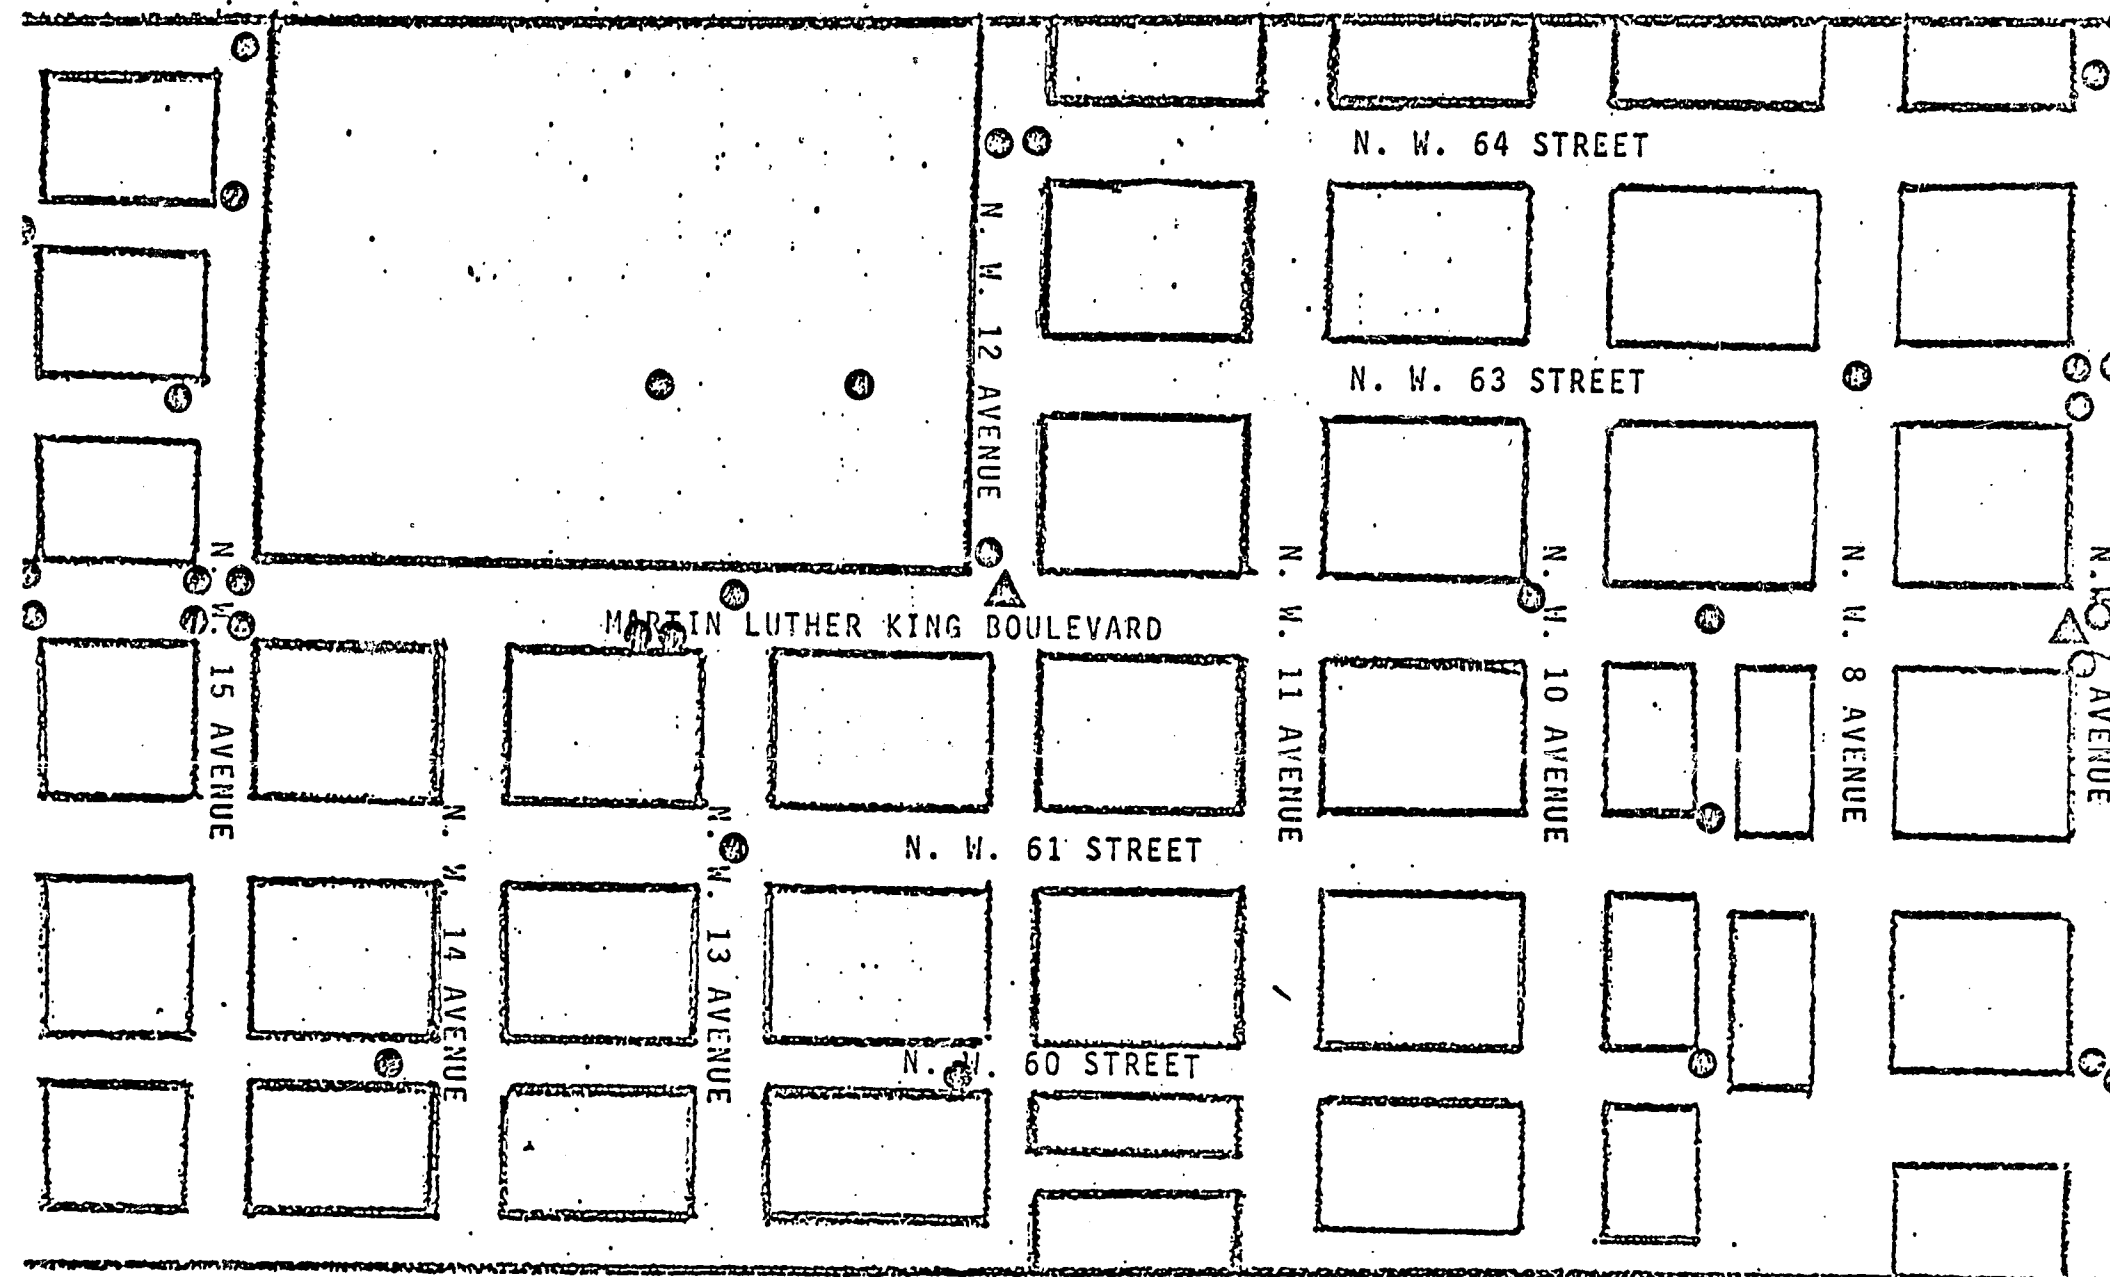 N. W. 64 STREET
N. W. 12 AVENUE
N. W. 63 STREET
MARTIN LUTHER KING BOULEVARD
N. W. 15 AVENUE
N. W. 11 AVENUE
N. W. 10 AVENUE
N. W. 8 AVENUE
N. W. AVENUE
N. W. 14 AVENUE
N. W. 13 AVENUE
N. W. 61 STREET
N. W. 60 STREET